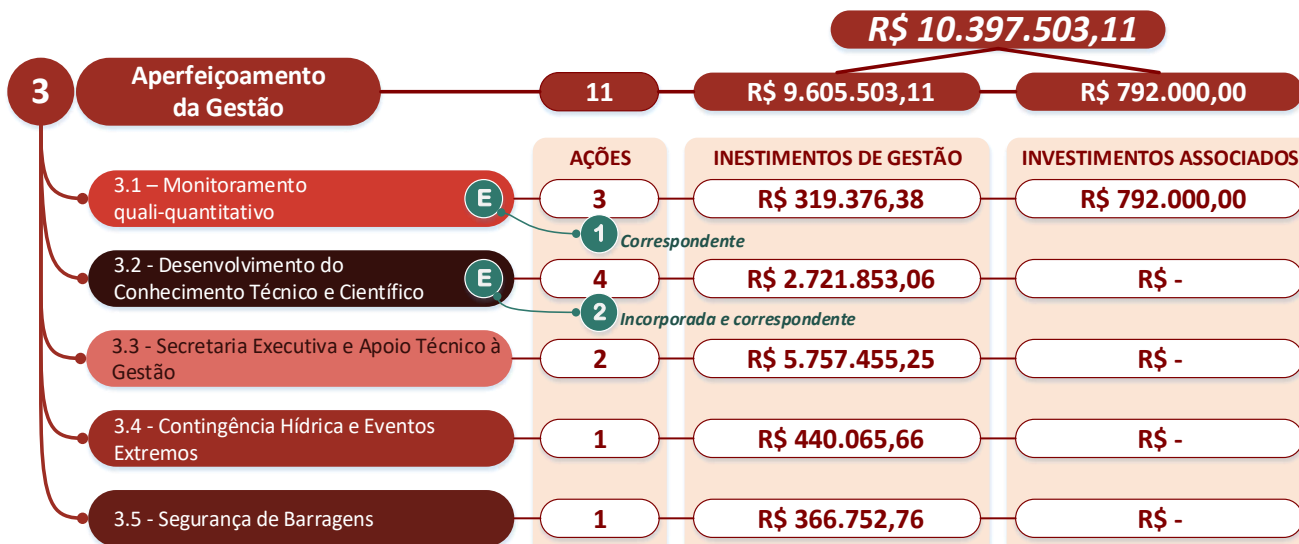 R$ 10.397.503,11
3
Aperfeiçoamento
da Gestão
11
R$ 9.605.503,11
R$ 792.000,00
AÇÕES
INESTIMENTOS DE GESTÃO
INVESTIMENTOS ASSOCIADOS
3.1 – Monitoramento
quali-quantitativo
E
3
R$ 319.376,38
R$ 792.000,00
1 Correspondente
3.2 - Desenvolvimento do
Conhecimento Técnico e Científico
E
4
R$ 2.721.853,06
R$ -
2 Incorporada e correspondente
3.3 - Secretaria Executiva e Apoio Técnico à
Gestão
2
R$ 5.757.455,25
R$ -
3.4 - Contingência Hídrica e Eventos
Extremos
1
R$ 440.065,66
R$ -
3.5 - Segurança de Barragens
1
R$ 366.752,76
R$ -